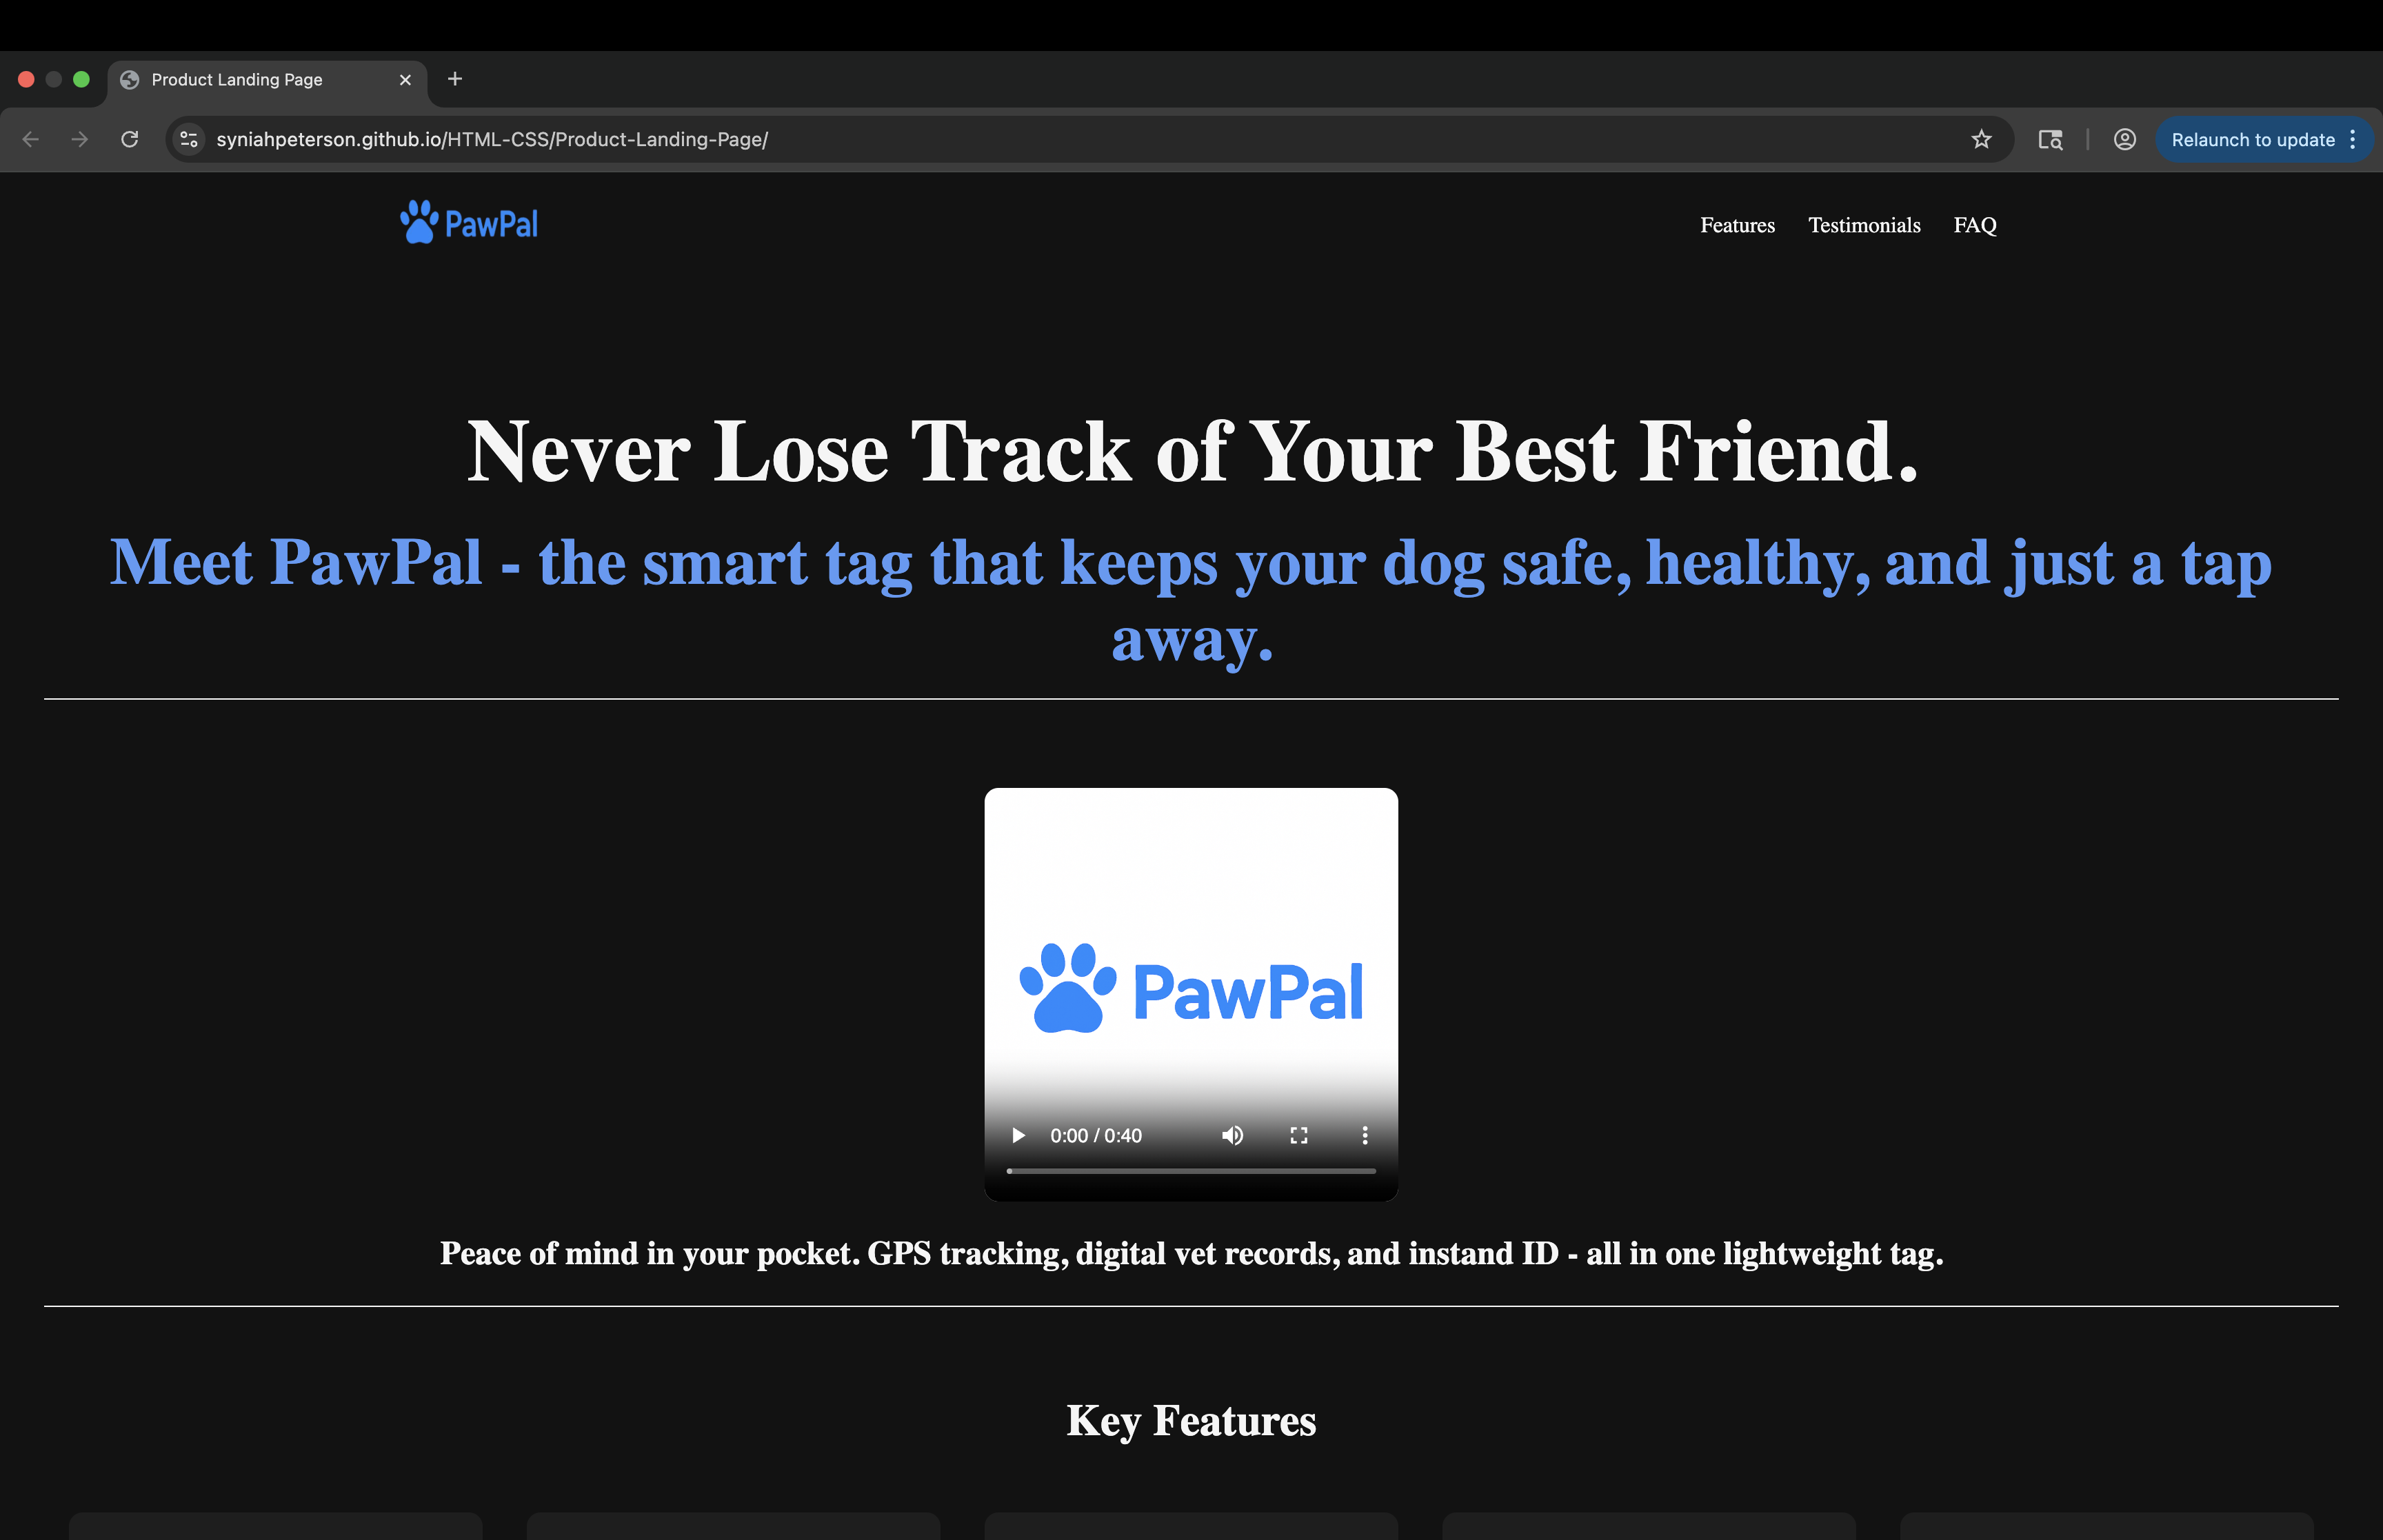 Product Landing Page
syniahpeterson.github.io/HTML-CSS/Product-Landing-Page/
Relaunch to update
PawPal
Features Testimonials FAQ
Never Lose Track of Your Best Friend.
Meet PawPal - the smart tag that keeps your dog safe, healthy, and just a tap
away.
PawPal
0:00 / 0:40
Peace of mind in your pocket. GPS tracking, digital vet records, and instand ID - all in one lightweight tag.
Key Features